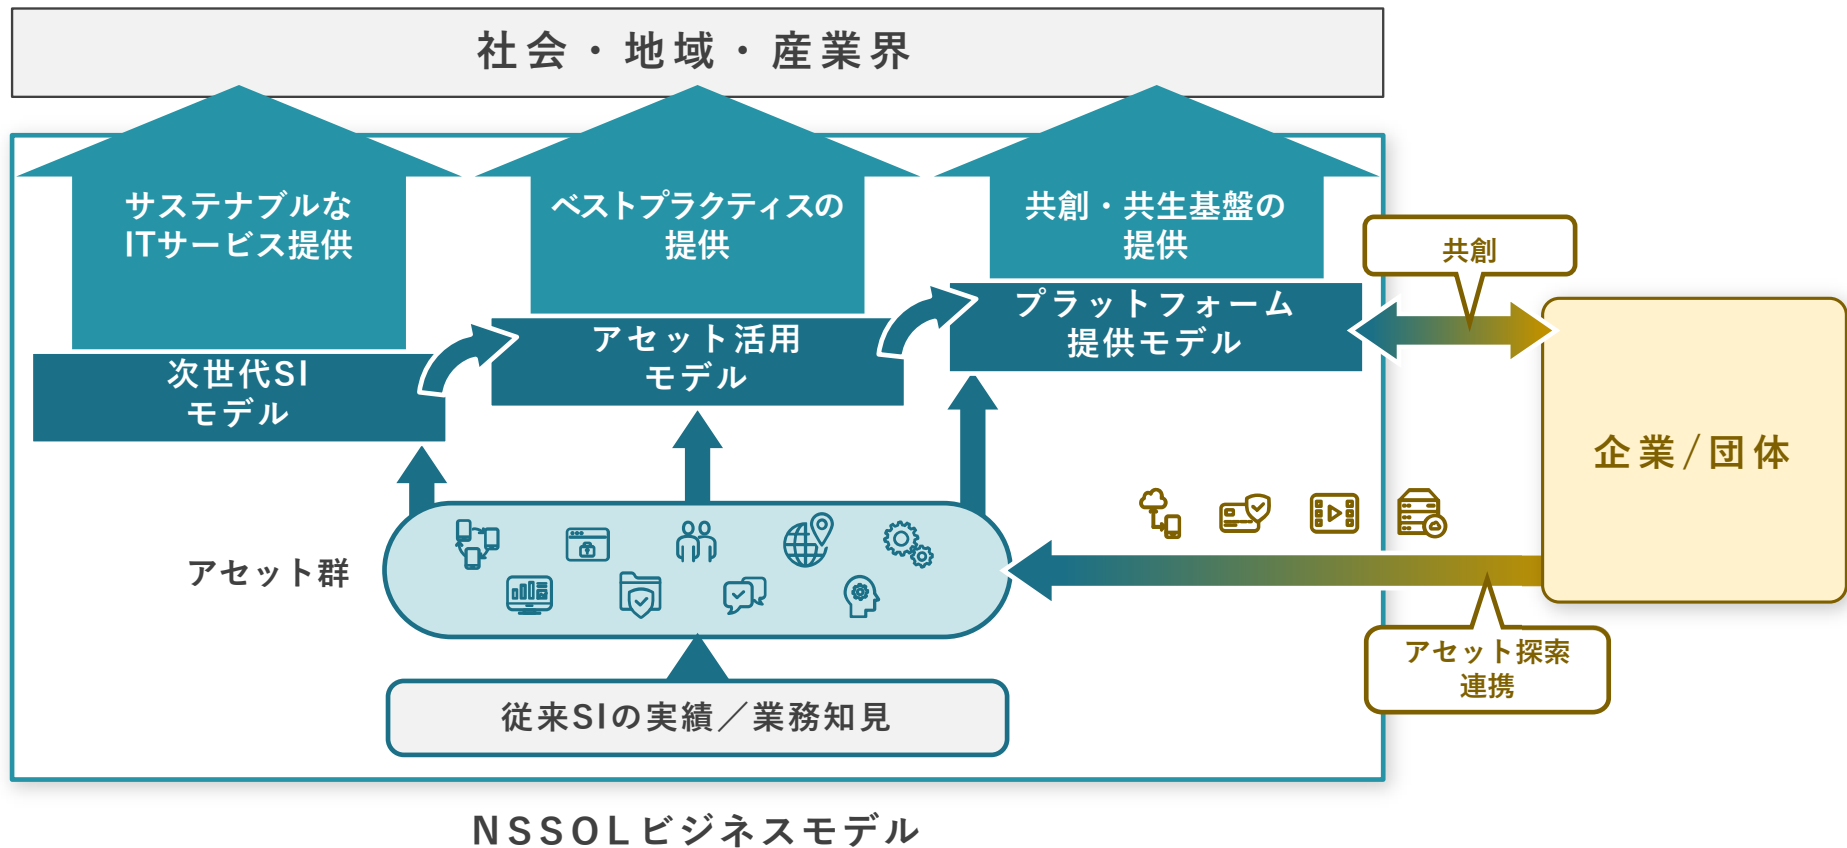 社会・地域・産業界
サステナブルな
ITサービス提供
ベストプラクティスの
提供
共創・共生基盤の
提供
共創
次世代SI
モデル
アセット活用
モデル
プラットフォーム
提供モデル
企業/団体
アセット群
アセット探索
連携
従来SIの実績／業務知見
NSSOLビジネスモデル